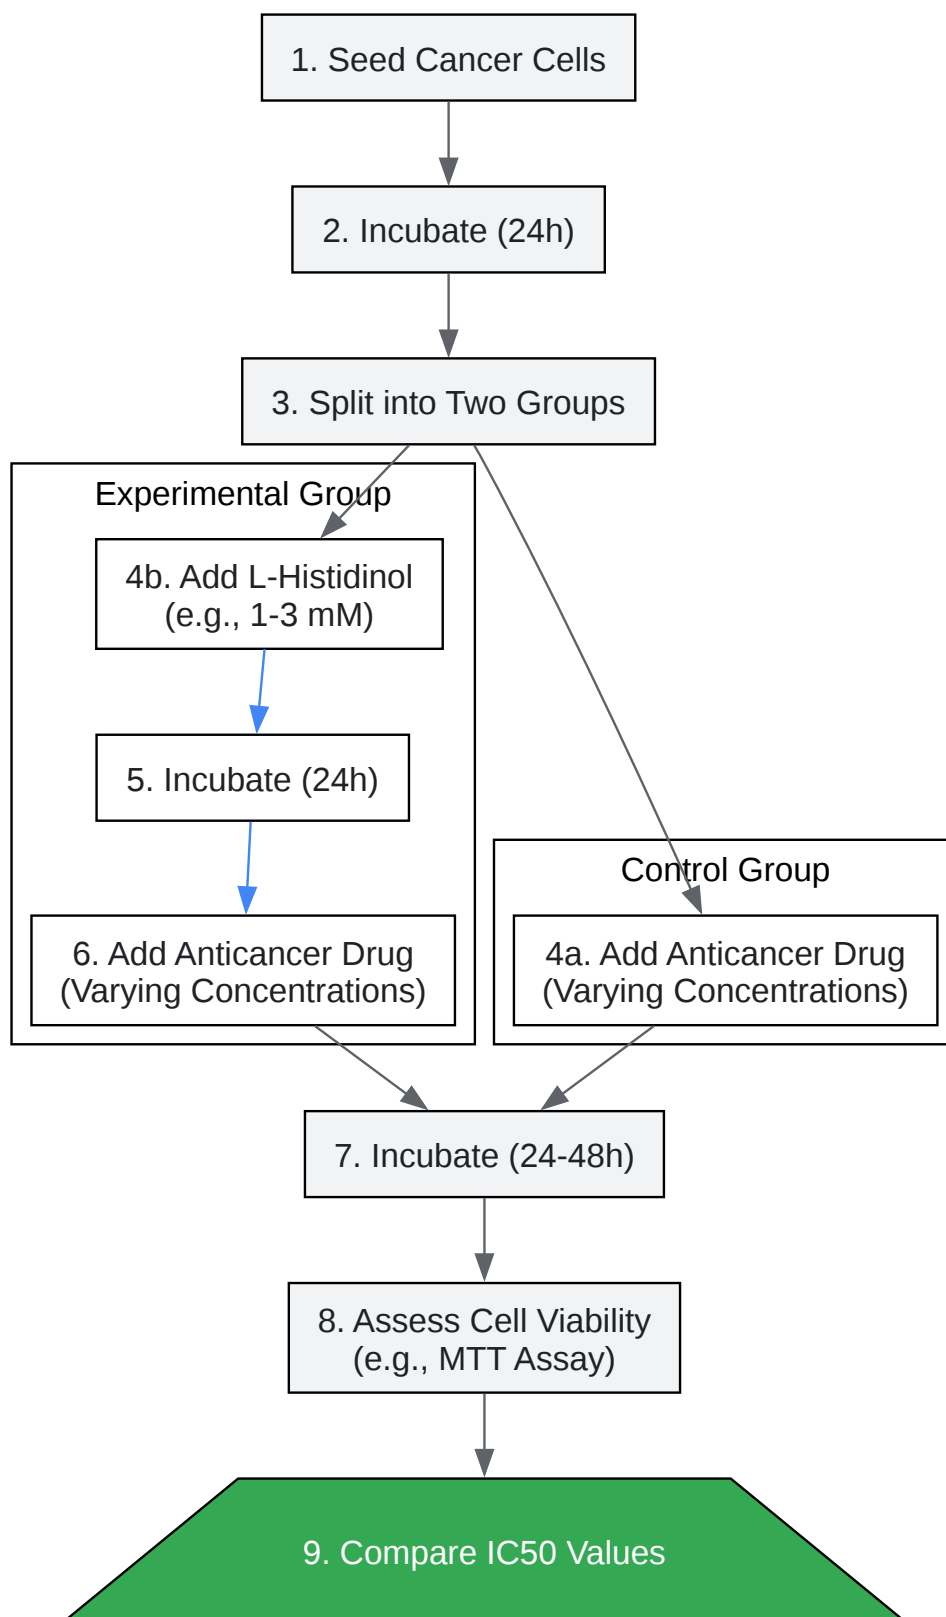 1. Seed Cancer Cells
2. Incubate (24h)
3. Split into Two Groups
Experimental Group
4b. Add L-Histidinol
(e.g., 1-3 mM)
5. Incubate (24h)
6. Add Anticancer Drug
(Varying Concentrations)
Control Group
4a. Add Anticancer Drug
(Varying Concentrations)
7. Incubate (24-48h)
8. Assess Cell Viability
(e.g., MTT Assay)
9. Compare IC50 Values